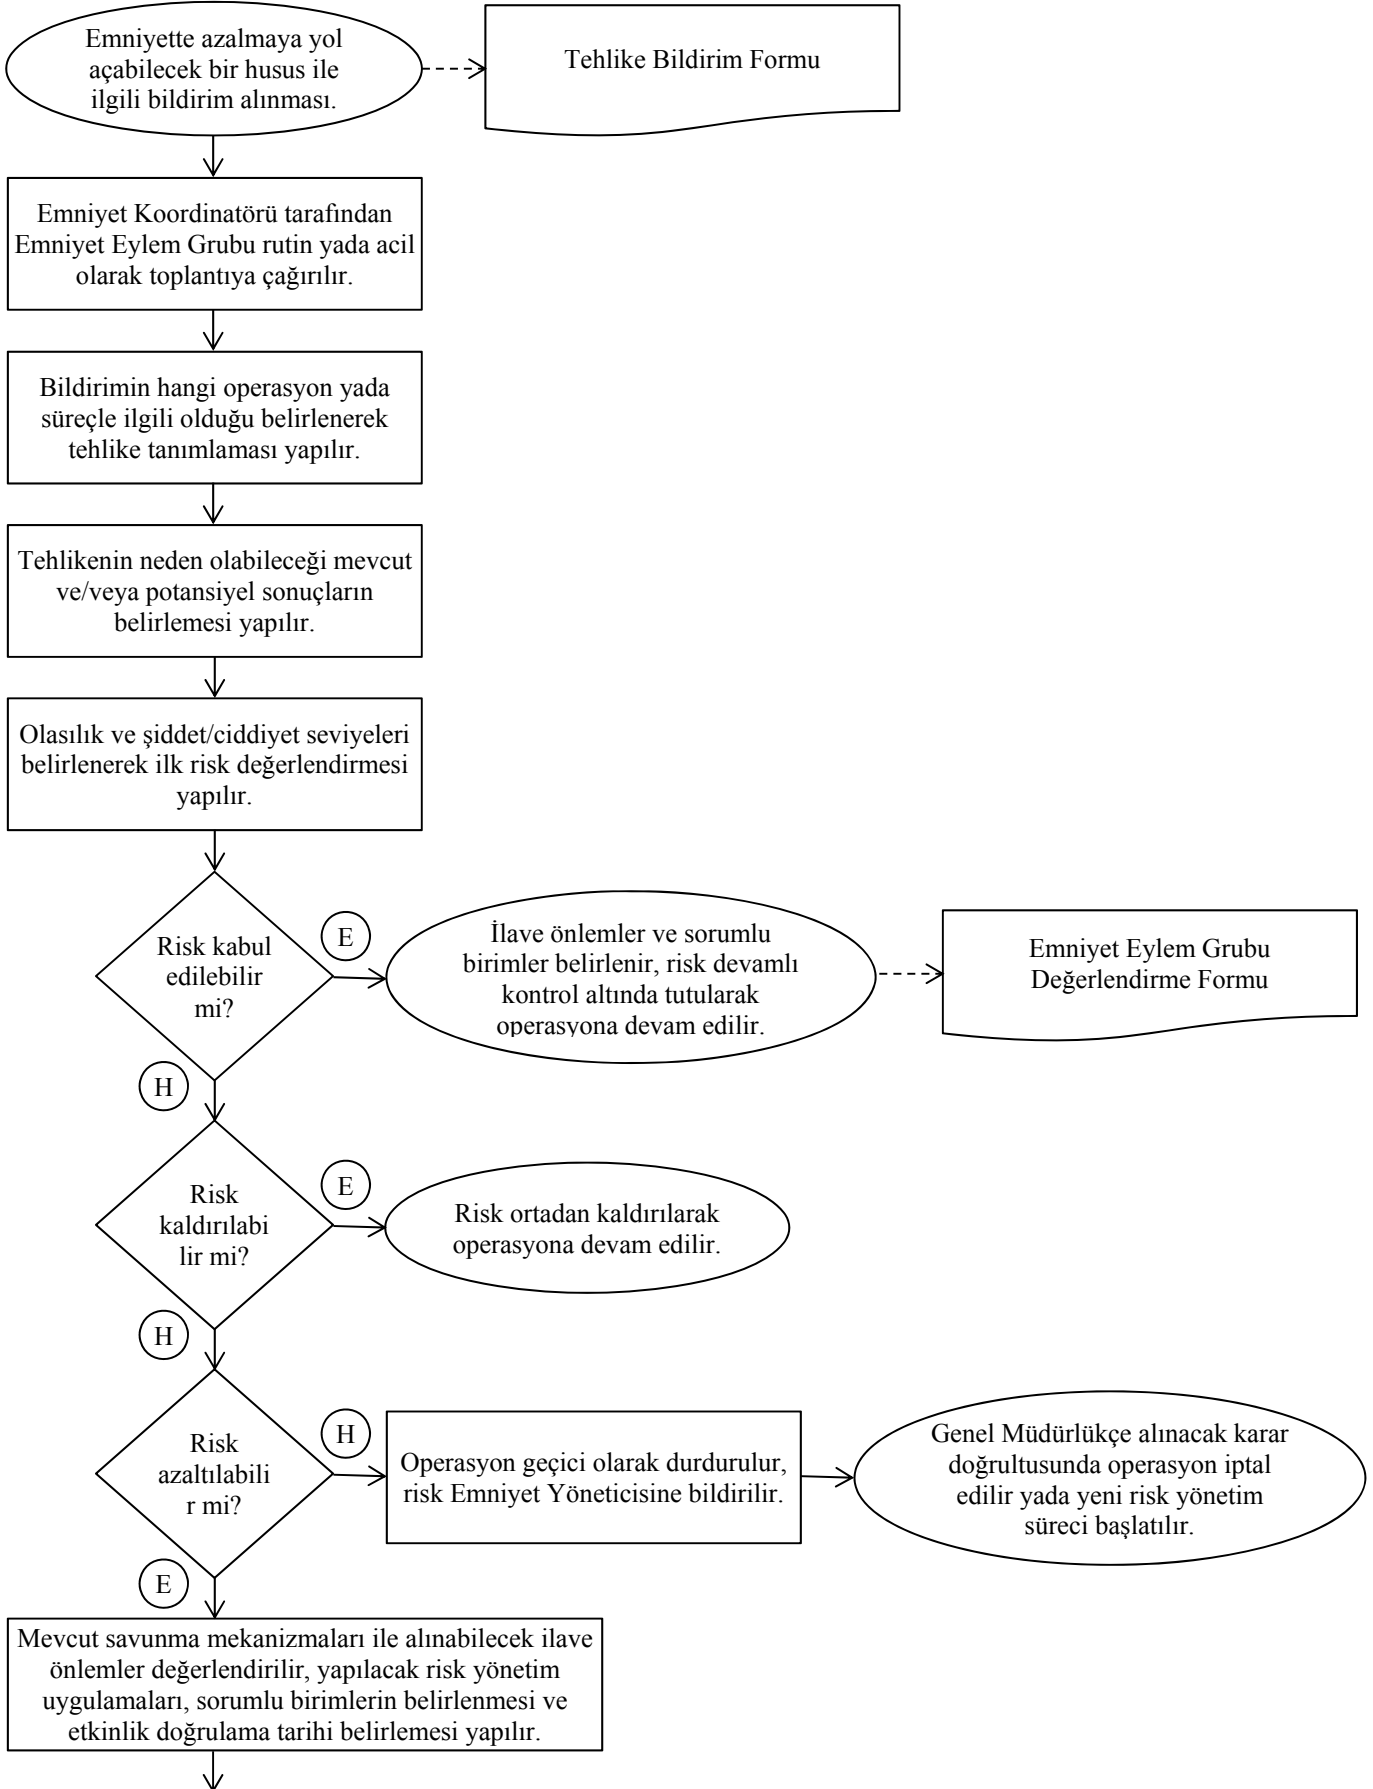 Emniyette azalmaya yol
açabilecek bir husus ile
ilgili bildirim alınması.
Tehlike Bildirim Formu
Emniyet Koordinatörü tarafından
Emniyet Eylem Grubu rutin yada acil
olarak toplantıya çağırılır.
Bildirimin hangi operasyon yada
süreçle ilgili olduğu belirlenerek
tehlike tanımlaması yapılır.
Tehlikenin neden olabileceği mevcut
ve/veya potansiyel sonuçların
belirlemesi yapılır.
Olasılık ve şiddet/ciddiyet seviyeleri
belirlenerek ilk risk değerlendirmesi
yapılır.
Risk kabul
edilebilir
mi?
E
İlave önlemler ve sorumlu
birimler belirlenir, risk devamlı
kontrol altında tutularak
operasyona devam edilir.
Emniyet Eylem Grubu
Değerlendirme Formu
H
Risk
kaldırılabi
lir mi?
E
Risk ortadan kaldırılarak
operasyona devam edilir.
H
Risk
azaltılabili
r mi?
H
Operasyon geçici olarak durdurulur,
risk Emniyet Yöneticisine bildirilir.
Genel Müdürlükçe alınacak karar
doğrultusunda operasyon iptal
edilir yada yeni risk yönetim
süreci başlatılır.
E
Mevcut savunma mekanizmaları ile alınabilecek ilave
önlemler değerlendirilir, yapılacak risk yönetim
uygulamaları, sorumlu birimlerin belirlenmesi ve
etkinlik doğrulama tarihi belirlemesi yapılır.